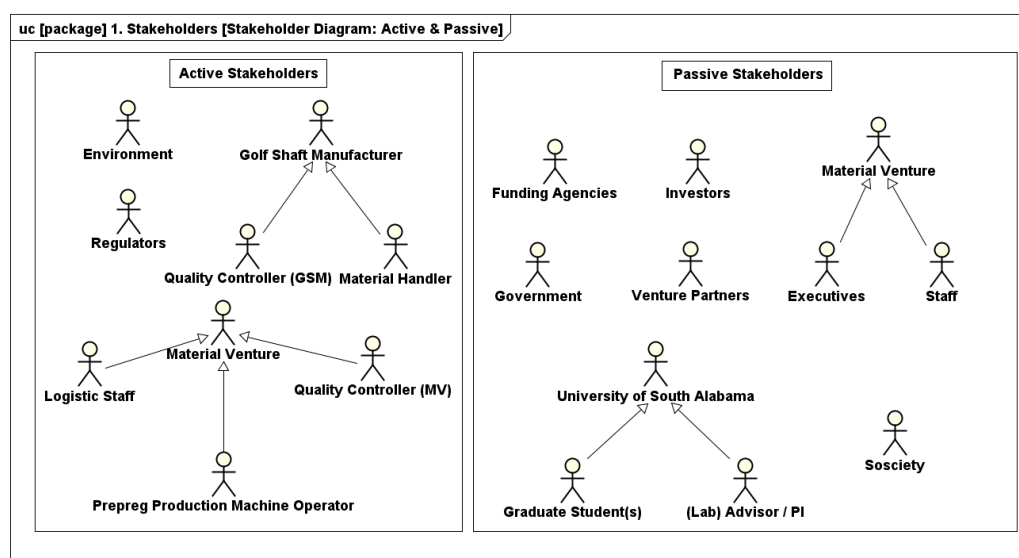 uc [package] 1. Stakeholders [Stakeholder Diagram: Active & Passive]
Active Stakeholders
Environment
Golf Shaft Manufacturer
Regulators
Quality Controller (GSM)
Material Handler
Material Venture
Logistic Staff
Quality Controller (MV)
Prepreg Production Machine Operator
Passive Stakeholders
Funding Agencies
Investors
Material Venture
Government
Venture Partners
Executives
Staff
University of South Alabama
Sosciety
Graduate Student(s)
(Lab) Advisor / PI